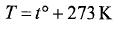 T = t° + 273 K